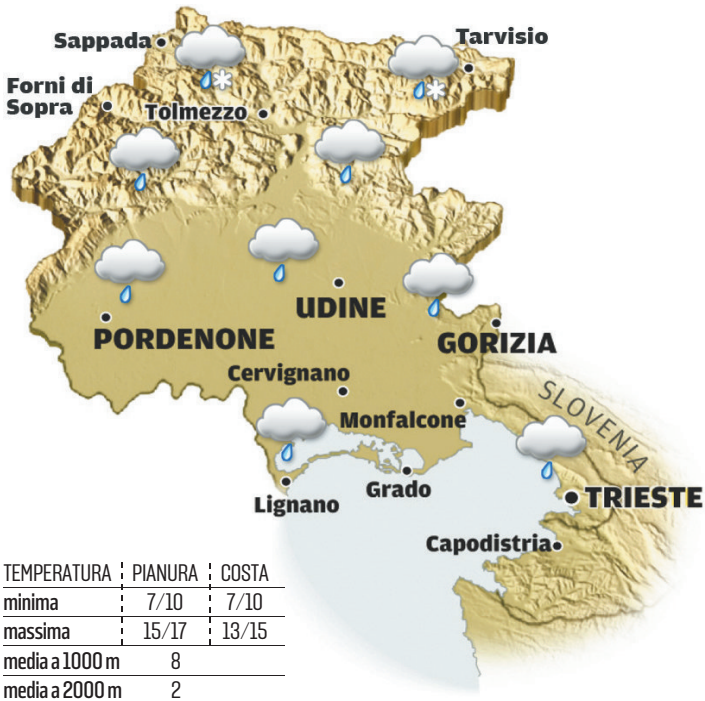 Sappada
Tarvisio
Forni di
Sopra
Tolmezzo
UDINE
PORDENONE
GORIZIA
Cervignano
SLOVENIA
Monfalcone
Grado
Lignano
TRIESTE
Capodistria
TEMPERATURA PIANURA COSTA
minima 7/10 7/10
massima 15/17 13/15
media a 1000 m 8
media a 2000 m 2